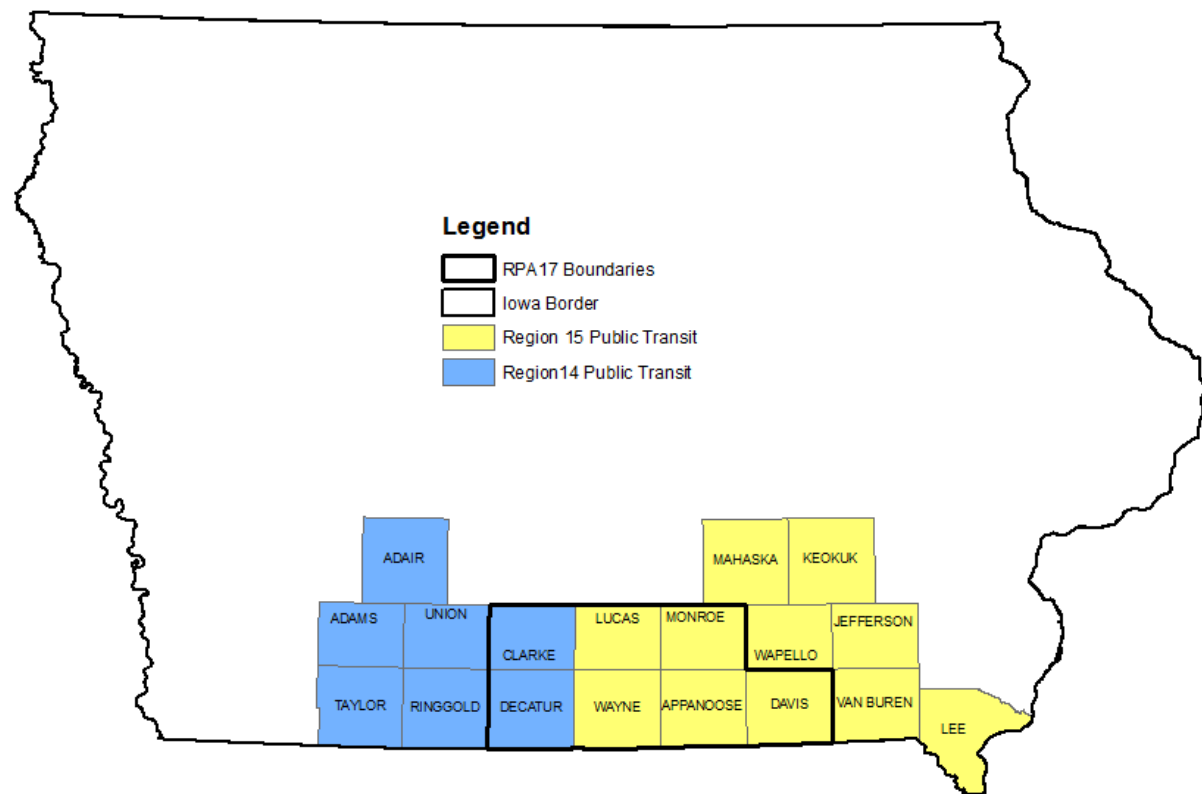 Legend
RPA17 Boundaries
Iowa Border
Region 15 Public Transit
Region14 Public Transit
ADAIR
MAHASKA
KEOKUK
ADAMS
UNION
LUCAS
MONROE
JEFFERSON
CLARKE
WAPELLO
TAYLOR
RINGGOLD
DECATUR
WAYNE
APPANOOSE
DAVIS
VAN BUREN
LEE